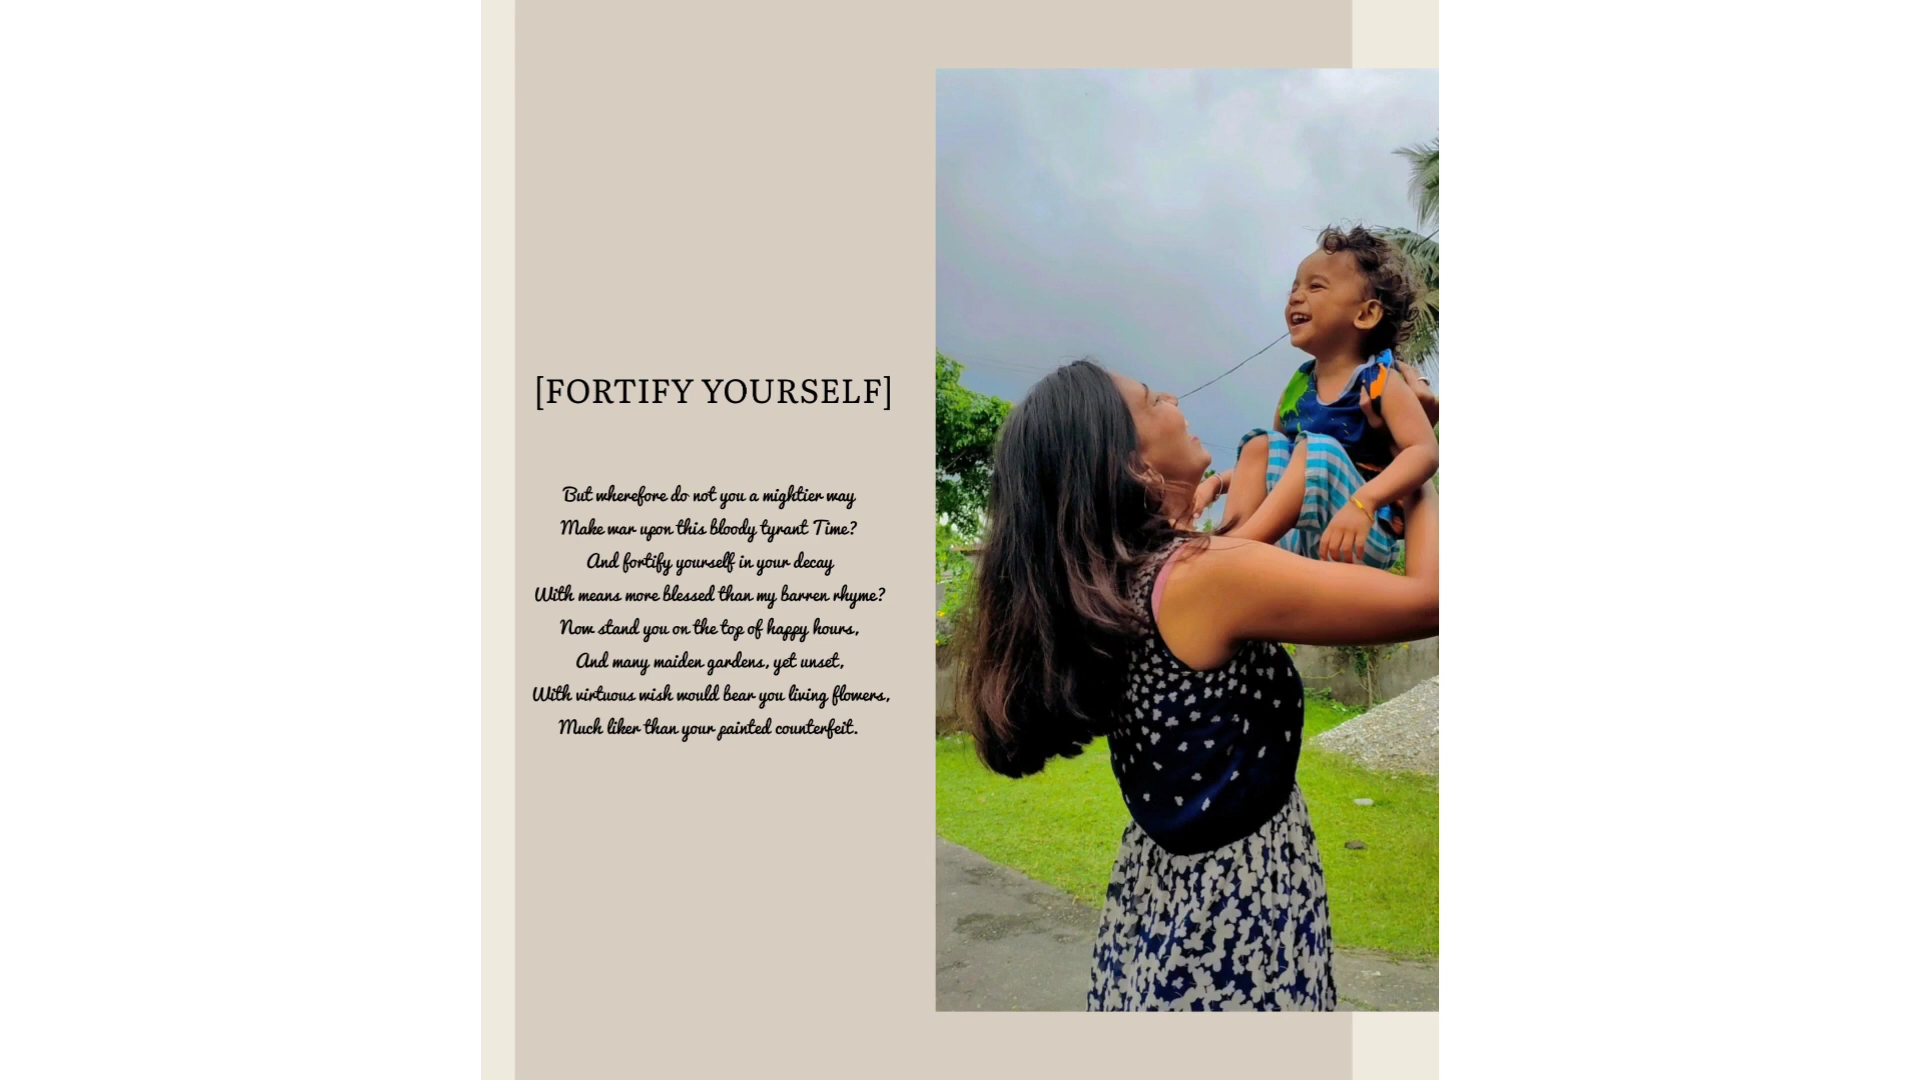 [FORTIFY YOURSELF]
But wherefore do not you a mightier way
Make war upon this bloody tyrant Time?
And fortify yourself in your decay
With means more blessed than my barren rhyme?
Now stand you on the top of happy hours,
And many maiden gardens, yet unset,
With virtuous wish would bear you living flowers,
Much liker than your painted counterfeit.